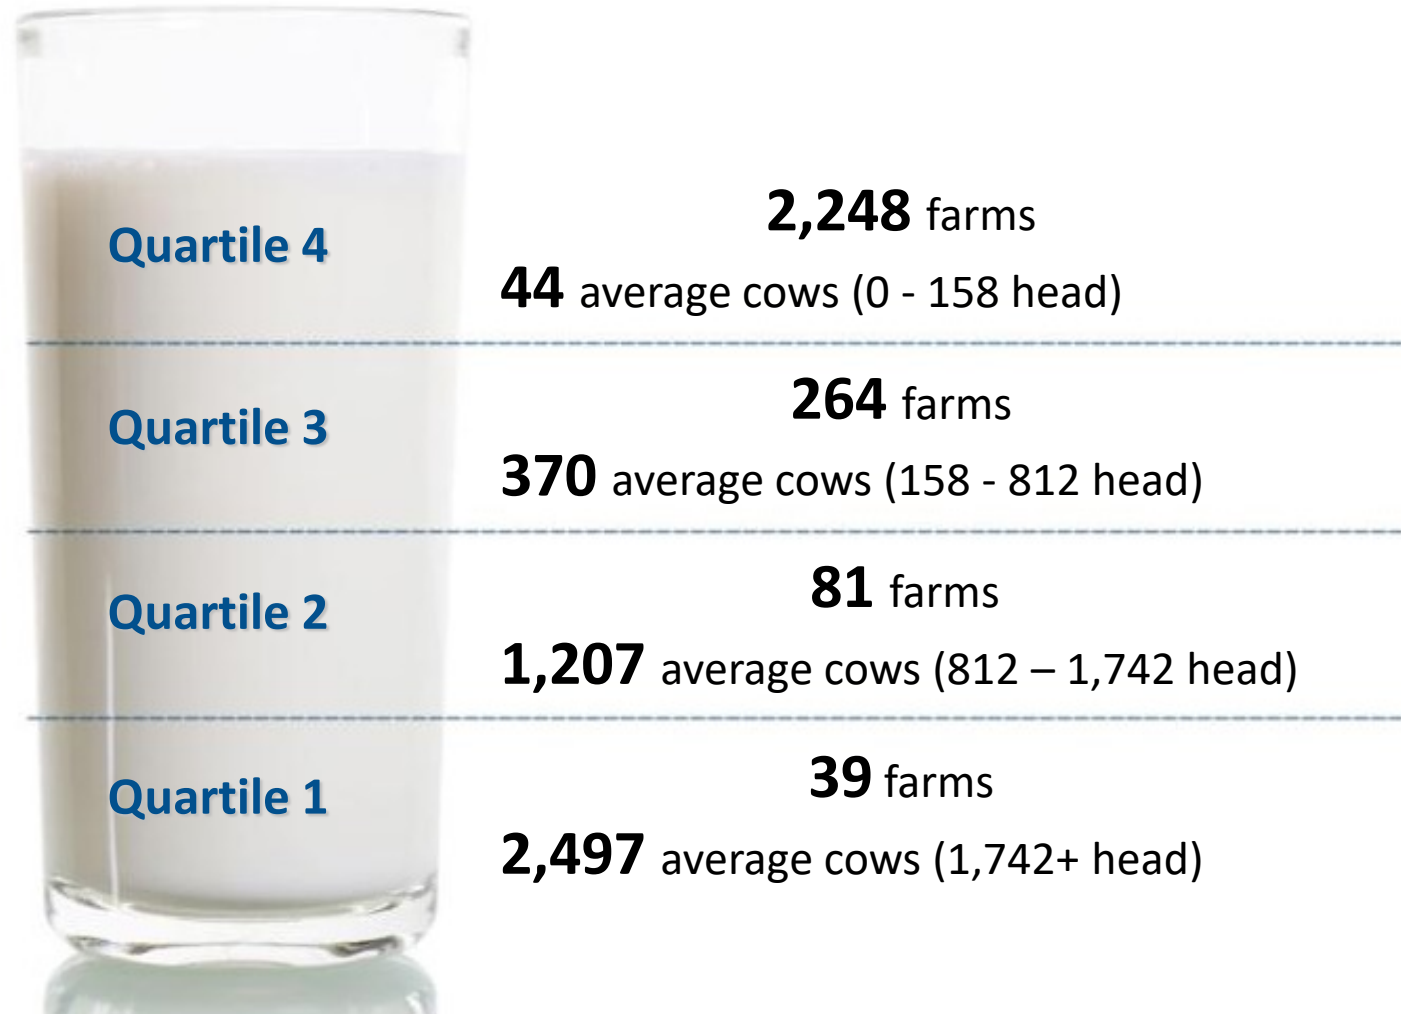 Quartile 4
2,248 farms
44 average cows (0 - 158 head)
Quartile 3
264 farms
370 average cows (158 - 812 head)
Quartile 2
81 farms
1,207 average cows (812 – 1,742 head)
Quartile 1
39 farms
2,497 average cows (1,742+ head)